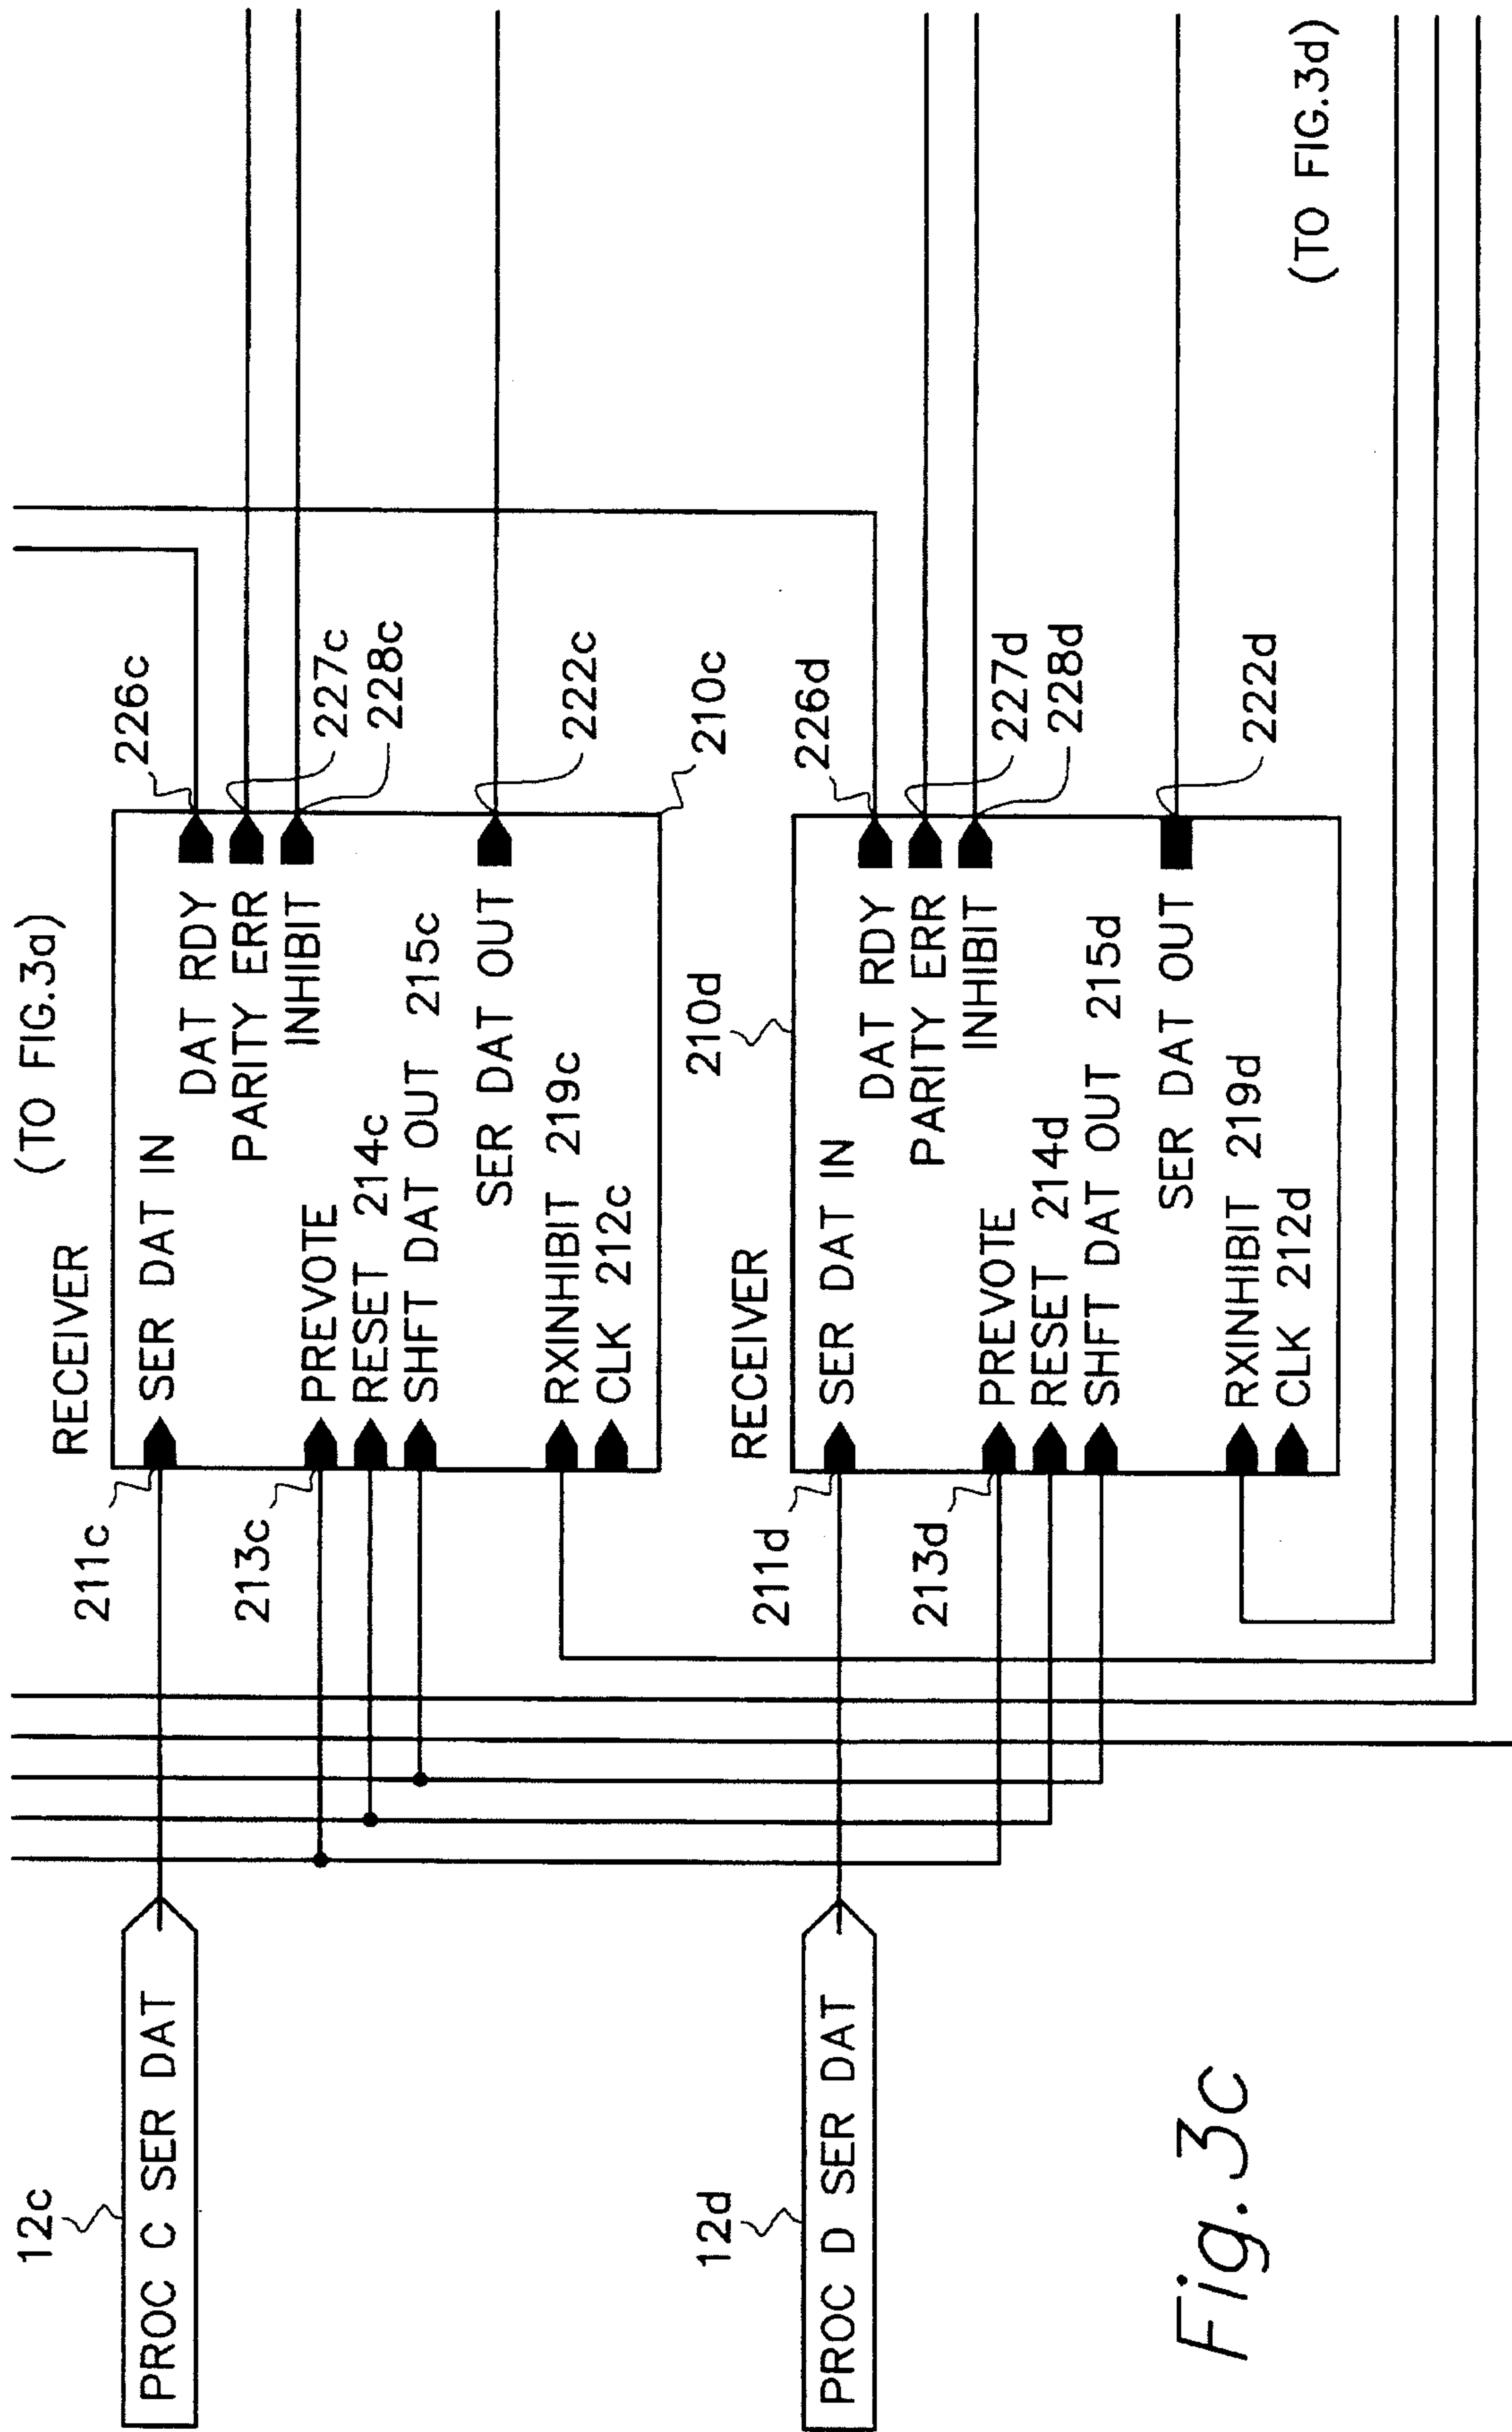 (TO FIG.3a)
12c
PROC C SER DAT
211c
213c
RECEIVER
SER DAT IN
PREVOTE
RESET 214c
SHFT DAT OUT 215c
RXINHIBIT 219c
CLK 212c
DAT RDY
PARITY ERR
INHIBIT
SER DAT OUT
226c
227c
228c
222c
210c
12d
PROC D SER DAT
211d
213d
RECEIVER
210d
SER DAT IN
PREVOTE
RESET 214d
SHFT DAT OUT 215d
RXINHIBIT 219d
CLK 212d
DAT RDY
PARITY ERR
INHIBIT
SER DAT OUT
226d
227d
228d
222d
(TO FIG.3d)
Fig.3c